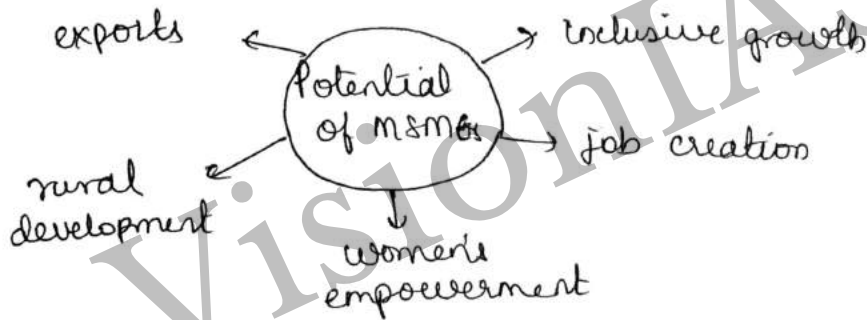 exports
inclusive growth
Potential
of MSMEs
job creation
rural
development
women's
empowerment
VisionIAS